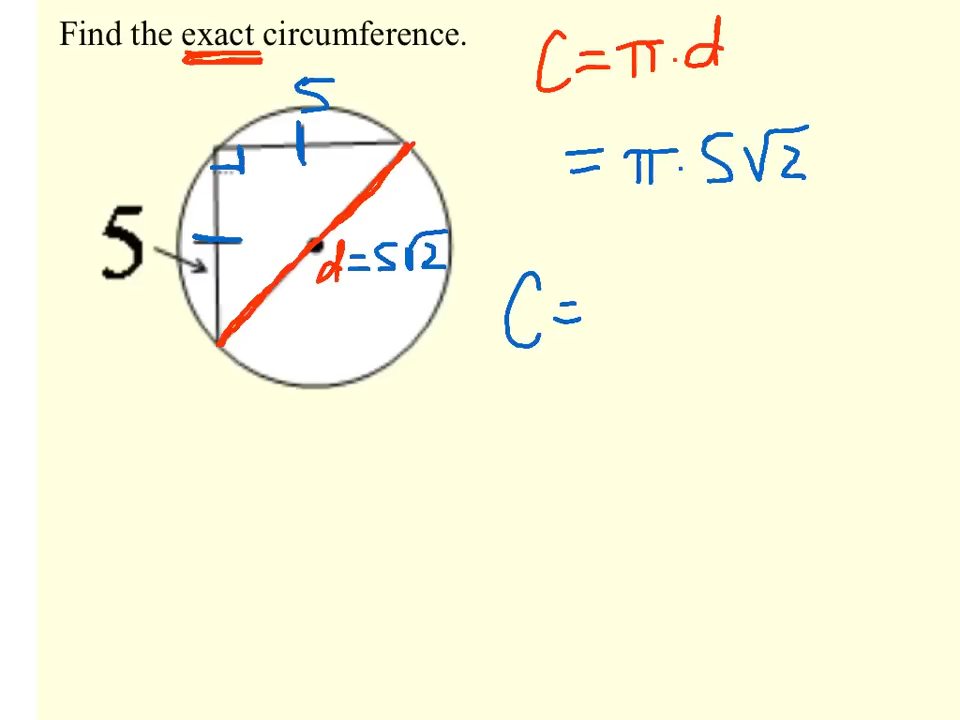 Find the exact circumference.
C = π · d
5
= π · 5√2
5
d = 5√2
C =